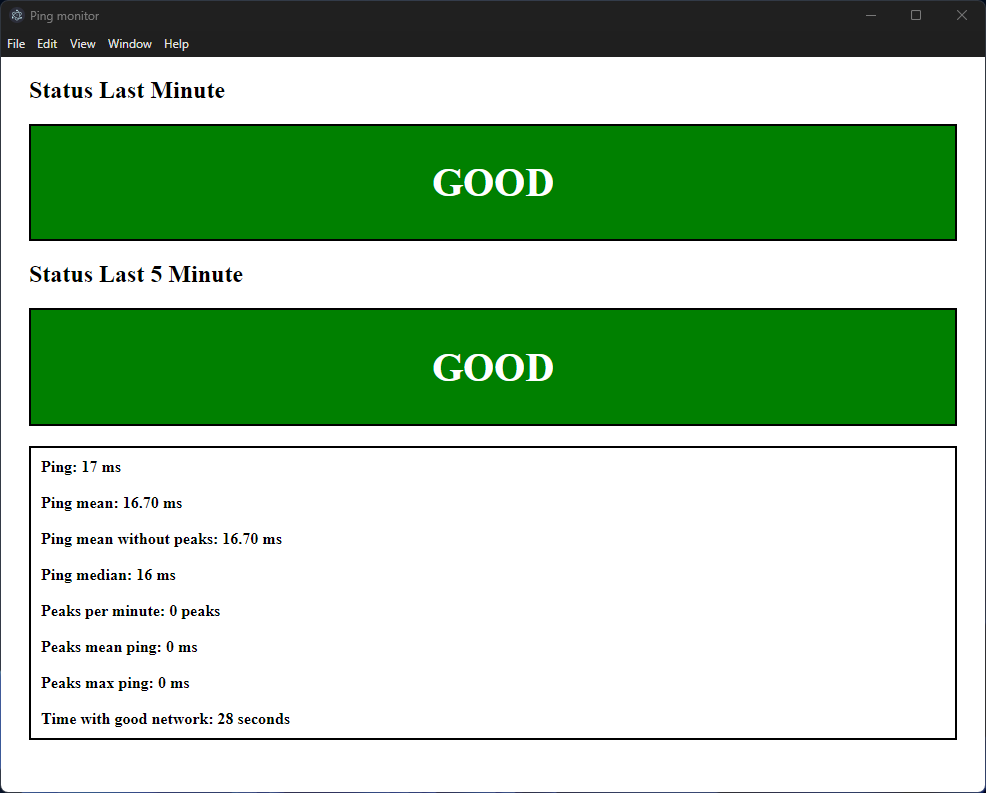 Ping monitor
File Edit View Window Help
Status Last Minute
GOOD
Status Last 5 Minute
GOOD
Ping: 17 ms
Ping mean: 16.70 ms
Ping mean without peaks: 16.70 ms
Ping median: 16 ms
Peaks per minute: 0 peaks
Peaks mean ping: 0 ms
Peaks max ping: 0 ms
Time with good network: 28 seconds